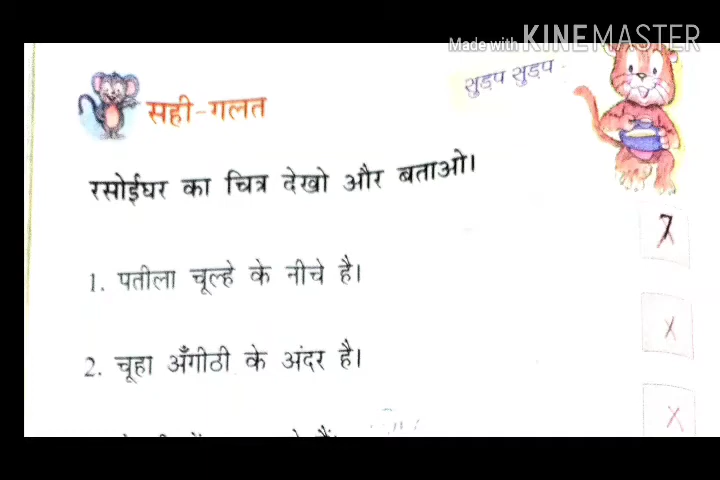 Made with KINEMASTER
सुड़प सुड़प
सही-गलत
रसोईघर का चित्र देखो और बताओ।
1. पतीला चूल्हे के नीचे है।
X
2. चूहा अँगीठी के अंदर है।
X
X